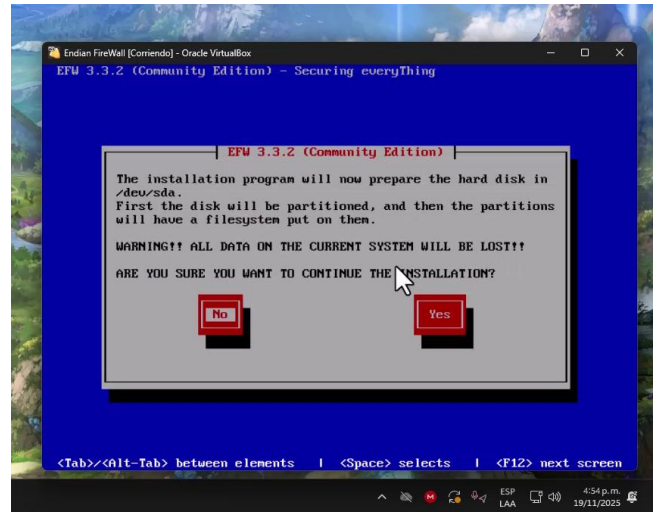 Endian FireWall [Corriendo] - Oracle VirtualBox
EFW 3.3.2 (Community Edition) - Securing everyThing
EFW 3.3.2 (Community Edition)
The installation program will now prepare the hard disk in
/dev/sda.
First the disk will be partitioned, and then the partitions
will have a filesystem put on them.
WARNING!! ALL DATA ON THE CURRENT SYSTEM WILL BE LOST!!
ARE YOU SURE YOU WANT TO CONTINUE THE INSTALLATION?
No Yes
<Tab>/<Alt-Tab> between elements | <Space> selects | <F12> next screen
ESP
LAA
4:54 p.m.
19/11/2025